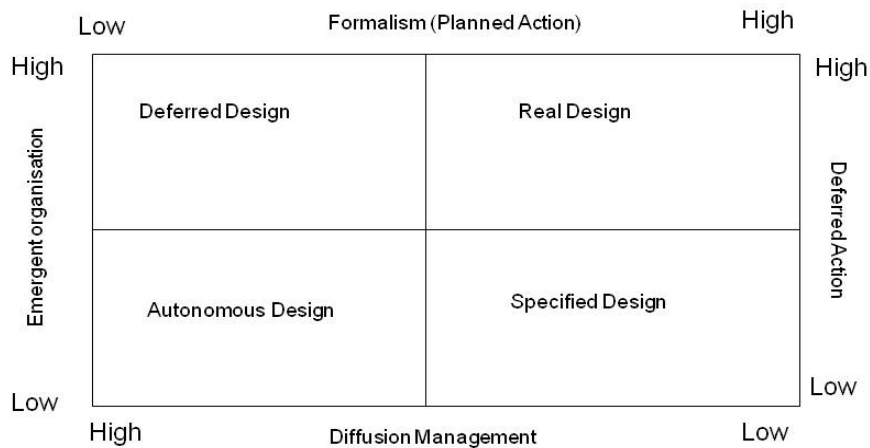 Low
Formalism (Planned Action)
High
High
High
Deferred Design
Real Design
Emergent organisation
Deferred Action
Autonomous Design
Specified Design
Low
Low
High
Diffusion Management
Low